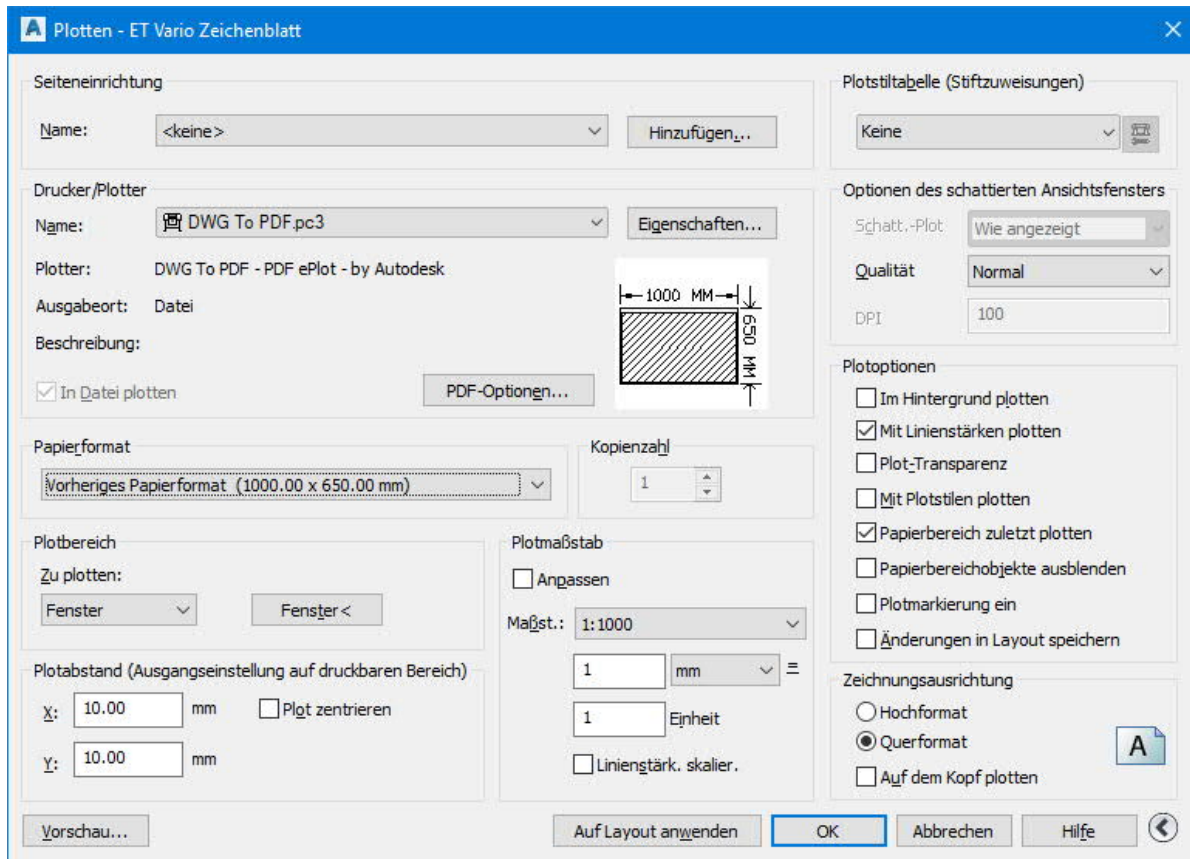 Plotten - ET Vario Zeichenblatt
Seiteneinrichtung
Name:
<keine>
Hinzufügen...
Plotstiltabelle (Stiftzuweisungen)
Keine
Drucker/Plotter
Name:
DWG To PDF.pc3
Eigenschaften...
Plotter:
DWG To PDF - PDF ePlot - by Autodesk
Ausgabeort:
Datei
Beschreibung:
In Datei plotten
PDF-Optionen...
1000 MM
650 MM
Optionen des schattierten Ansichtsfensters
Schatt.-Plot
Wie angezeigt
Qualität
Normal
DPI
100
Papierformat
Vorheriges Papierformat (1000.00 x 650.00 mm)
Kopienzahl
1
Plotoptionen
Im Hintergrund plotten
Mit Linienstärken plotten
Plot-Transparenz
Mit Plotstilen plotten
Papierbereich zuletzt plotten
Papierbereichobjekte ausblenden
Plotmarkierung ein
Änderungen in Layout speichern
Plotbereich
Zu plotten:
Fenster
Fenster<
Plotmaßstab
Anpassen
Maßst.:
1:1000
1
mm
=
1
Einheit
Linienstärk. skalier.
Plotabstand (Ausgangseinstellung auf druckbaren Bereich)
X:
10.00
mm
Plot zentrieren
Y:
10.00
mm
Zeichnungsausrichtung
Hochformat
Querformat
Auf dem Kopf plotten
A
Vorschau...
Auf Layout anwenden
OK
Abbrechen
Hilfe